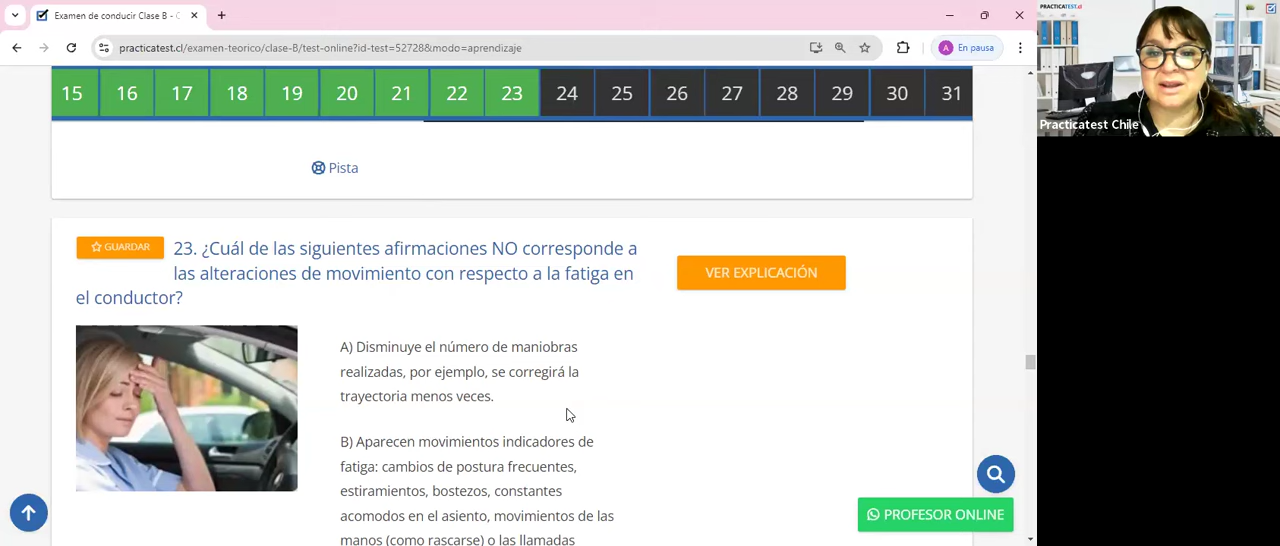 Examen de conducir Clase B - C
practicatest.cl/examen-teorico/clase-B/test-online?id-test=52728&modo=aprendizaje
A
En pausa
PRACTICATEST.cl
15 16 17 18 19 20 21 22 23 24 25 26 27 28 29 30 31
Practicatest Chile
Pista
GUARDAR
23. ¿Cuál de las siguientes afirmaciones NO corresponde a
las alteraciones de movimiento con respecto a la fatiga en
el conductor?
VER EXPLICACIÓN
A) Disminuye el número de maniobras
realizadas, por ejemplo, se corregirá la
trayectoria menos veces.
B) Aparecen movimientos indicadores de
fatiga: cambios de postura frecuentes,
estiramientos, bostezos, constantes
acomodos en el asiento, movimientos de las
manos (como rascarse) o las llamadas
PROFESOR ONLINE